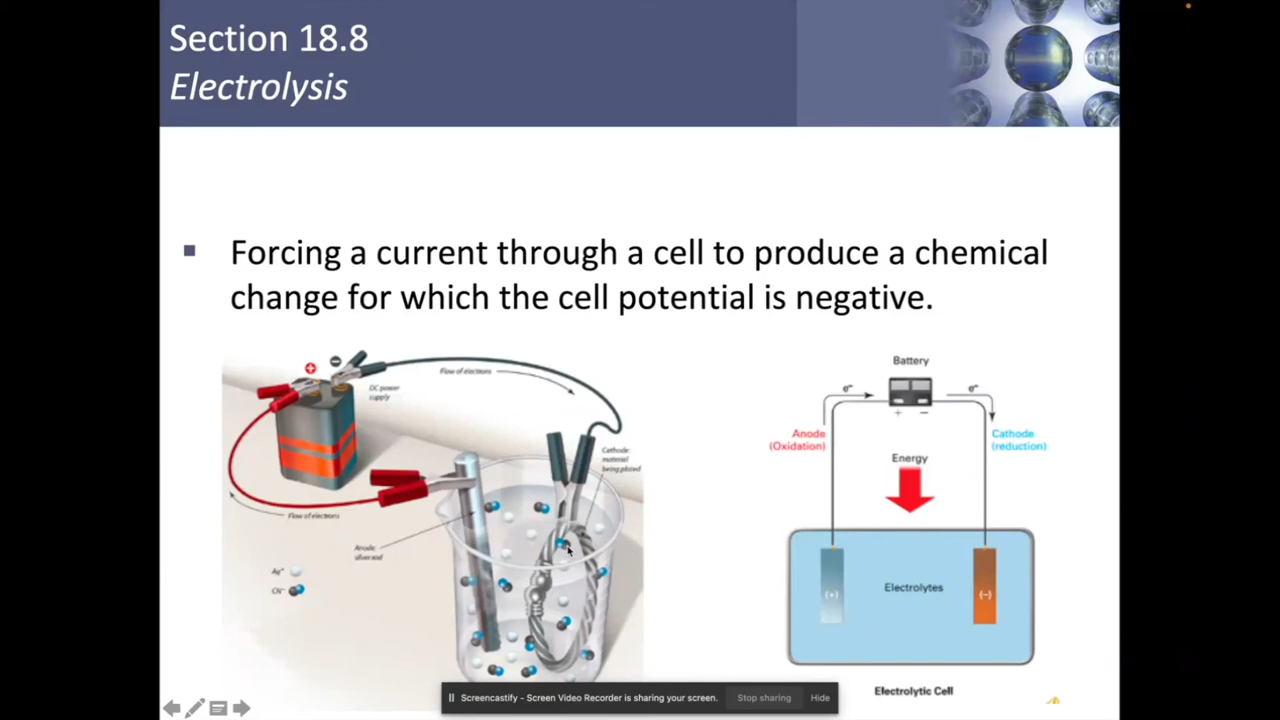 Section 18.8
Electrolysis
▪ Forcing a current through a cell to produce a chemical
change for which the cell potential is negative.
+
−
DC power
supply
Flow of electrons
Cathode:
material
being plated
Flow of electrons
Anode:
silver rod
Ag+
CN−
Battery
e−
e−
+ −
Anode
(Oxidation)
Cathode
(reduction)
Energy
Electrolytes
(+)
(−)
Electrolytic Cell
Screencastify - Screen Video Recorder is sharing your screen.
Stop sharing
Hide